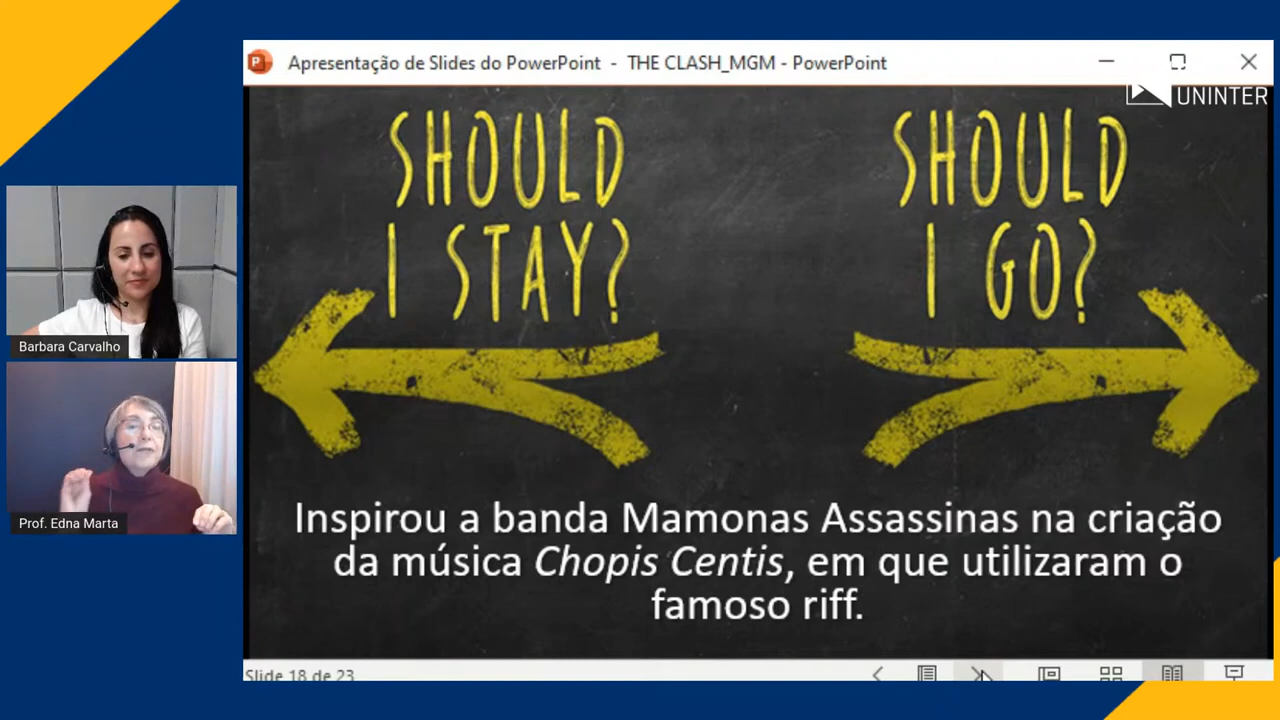 Apresentação de Slides do PowerPoint - THE CLASH_MGM - PowerPoint
UNINTER
SHOULD
I STAY?
SHOULD
I GO?
Barbara Carvalho
Prof. Edna Marta
Inspirou a banda Mamonas Assassinas na criação
da música Chopis Centis, em que utilizaram o
famoso riff.
Slide 18 de 23